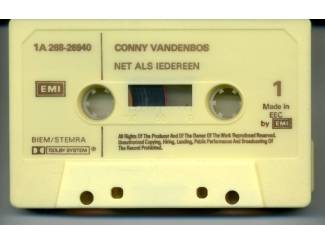 1A 268-26940 CONNY VANDENBOS
NET ALS IEDEREEN
EMI
1
Made in
EEC
by EMI
BIEM/STEMRA
DOLBY SYSTEM ®
All Rights Of The Producer And Of The Owner Of The Work Reproduced Reserved.
Unauthorised Copying, Hiring, Lending, Public Performance And Broadcasting Of
The Record Prohibited.